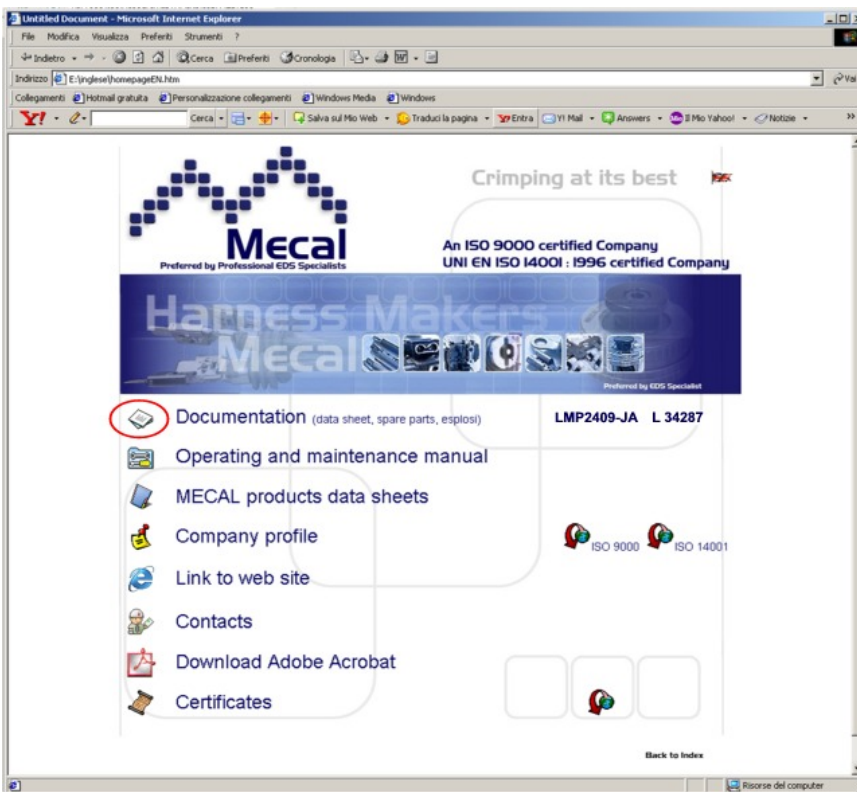 Untitled Document - Microsoft Internet Explorer
File Modifica Visualizza Preferiti Strumenti ?
Indietro Cerca Preferiti Cronologia
Indirizzo E:\inglese\homepageEN.htm Vai
Collegamenti Hotmail gratuita Personalizzazione collegamenti Windows Media Windows
Y! Cerca Salva sul Mio Web Traduci la pagina Entra Y! Mail Answers Il Mio Yahoo! Notizie »
Crimping at its best
Mecal
Preferred by Professional EDS Specialists
An ISO 9000 certified Company
UNI EN ISO 14001 : 1996 certified Company
Harness Makers
Mecal
Preferred by EDS Specialist
Documentation (data sheet, spare parts, esplosi) LMP2409-JA L 34287
Operating and maintenance manual
MECAL products data sheets
Company profile
ISO 9000 ISO 14001
Link to web site
Contacts
Download Adobe Acrobat
Certificates
Back to Index
Risorse del computer